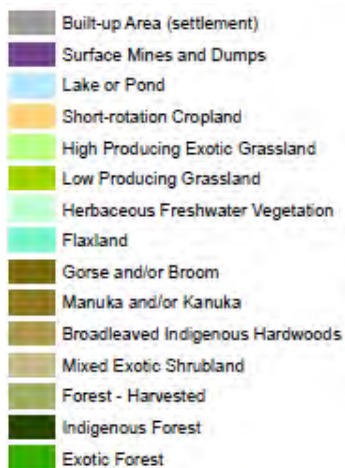 Built-up Area (settlement)
Surface Mines and Dumps
Lake or Pond
Short-rotation Cropland
High Producing Exotic Grassland
Low Producing Grassland
Herbaceous Freshwater Vegetation
Flaxland
Gorse and/or Broom
Manuka and/or Kanuka
Broadleaved Indigenous Hardwoods
Mixed Exotic Shrubland
Forest - Harvested
Indigenous Forest
Exotic Forest